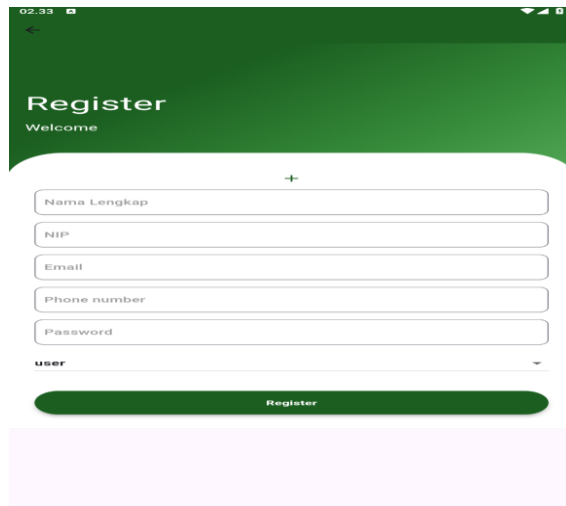 02.33
Register
Welcome
+
Nama Lengkap
NIP
Email
Phone number
Password
user
Register